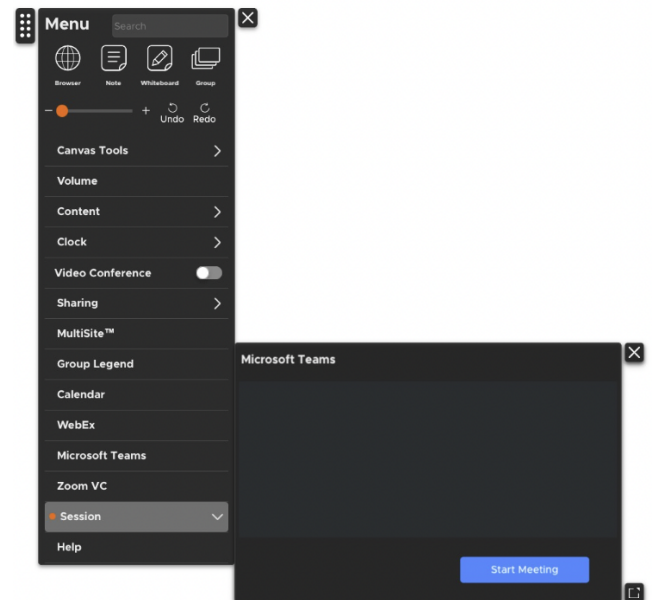 Menu
Search
Browser Note Whiteboard Group
− + Undo Redo
Canvas Tools
Volume
Content
Clock
Video Conference
Sharing
MultiSite™
Group Legend
Calendar
WebEx
Microsoft Teams
Zoom VC
Session
Help
Microsoft Teams
Start Meeting